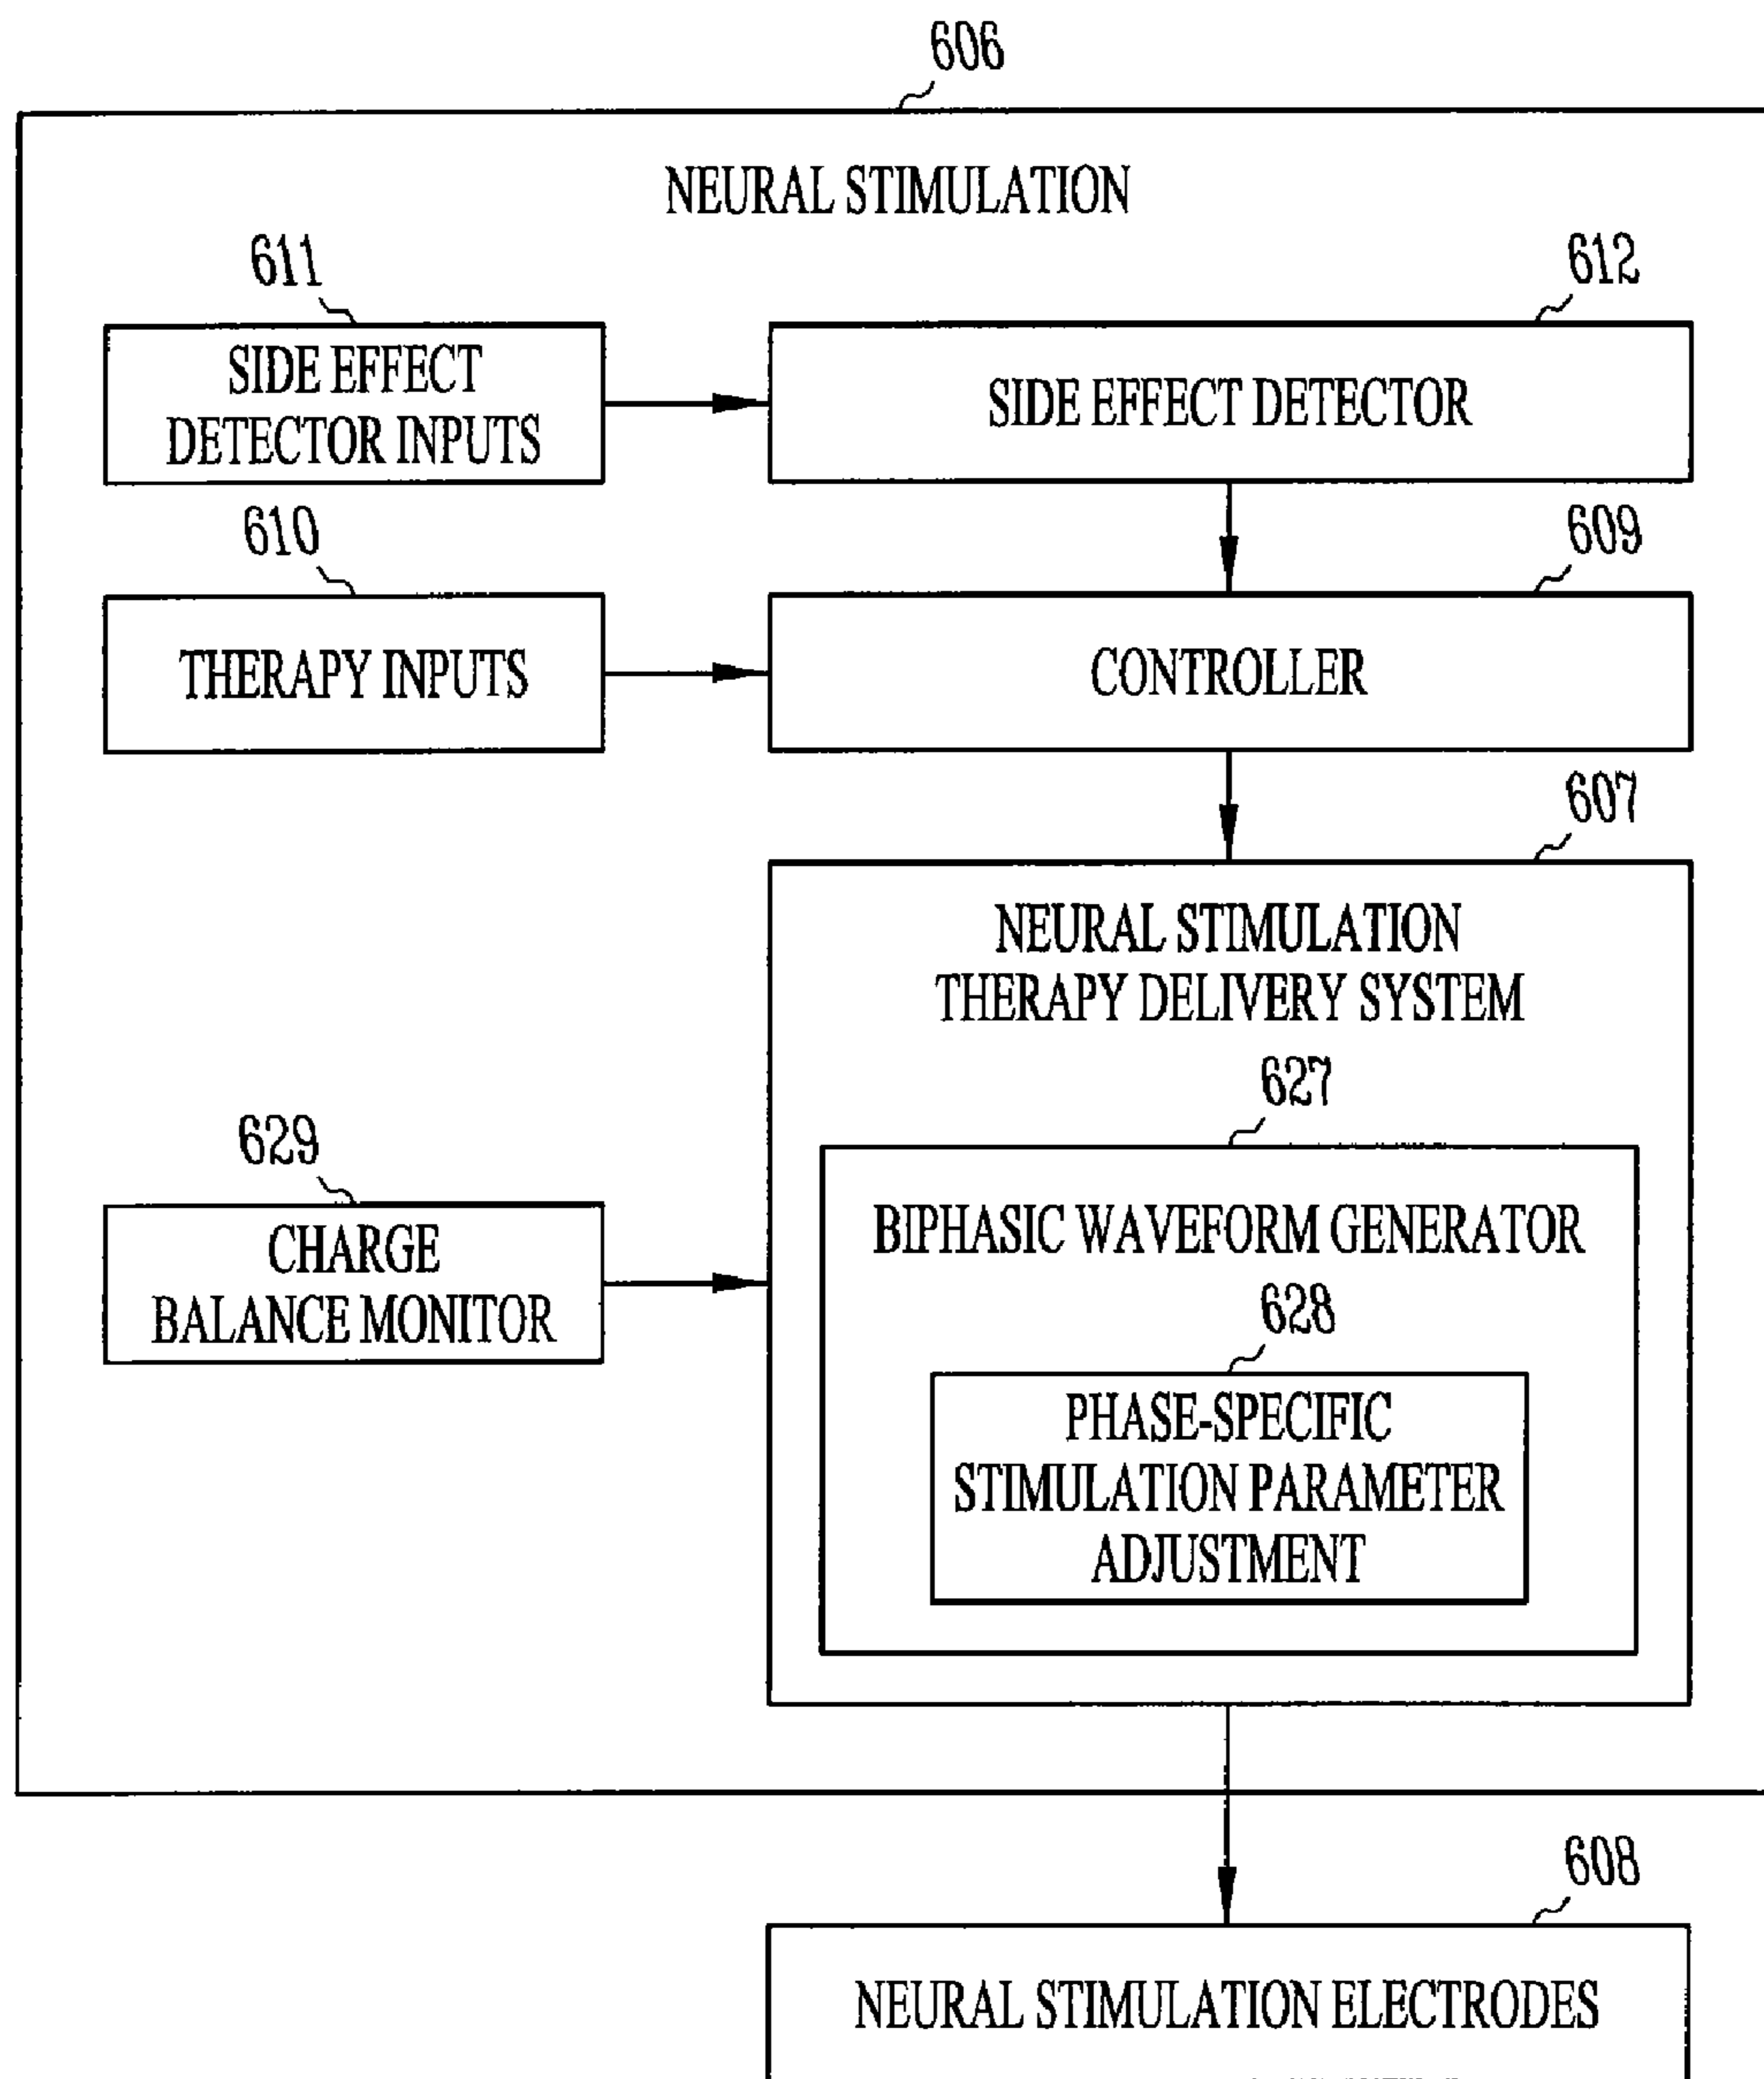 606
NEURAL STIMULATION
611
612
SIDE EFFECT
DETECTOR INPUTS
SIDE EFFECT DETECTOR
610
609
THERAPY INPUTS
CONTROLLER
607
NEURAL STIMULATION
THERAPY DELIVERY SYSTEM
627
629
CHARGE
BALANCE MONITOR
BIPHASIC WAVEFORM GENERATOR
628
PHASE-SPECIFIC
STIMULATION PARAMETER
ADJUSTMENT
608
NEURAL STIMULATION ELECTRODES